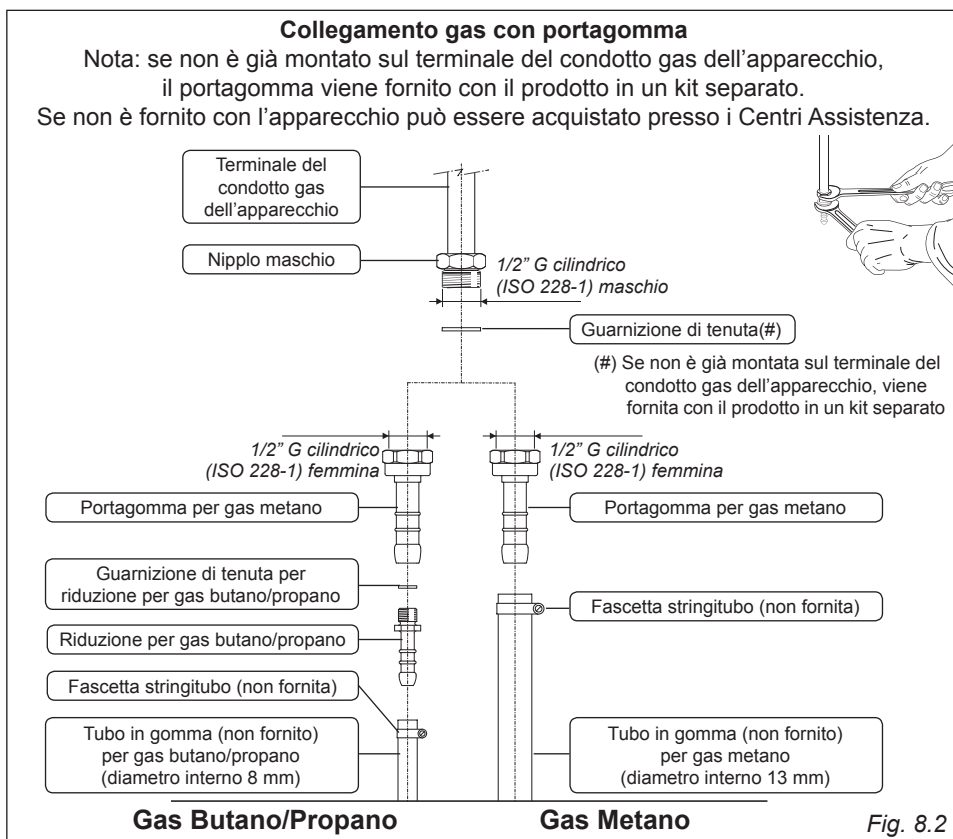 Collegamento gas con portagomma
Nota: se non è già montato sul terminale del condotto gas dell’apparecchio,
il portagomma viene fornito con il prodotto in un kit separato.
Se non è fornito con l’apparecchio può essere acquistato presso i Centri Assistenza.
Terminale del
condotto gas
dell’apparecchio
Nipplo maschio
1/2” G cilindrico
(ISO 228-1) maschio
Guarnizione di tenuta(#)
(#) Se non è già montata sul terminale del
condotto gas dell’apparecchio, viene
fornita con il prodotto in un kit separato
1/2” G cilindrico
(ISO 228-1) femmina
1/2” G cilindrico
(ISO 228-1) femmina
Portagomma per gas metano
Portagomma per gas metano
Guarnizione di tenuta per
riduzione per gas butano/propano
Fascetta stringitubo (non fornita)
Riduzione per gas butano/propano
Fascetta stringitubo (non fornita)
Tubo in gomma (non fornito)
per gas butano/propano
(diametro interno 8 mm)
Tubo in gomma (non fornito)
per gas metano
(diametro interno 13 mm)
Gas Butano/Propano
Gas Metano
Fig. 8.2